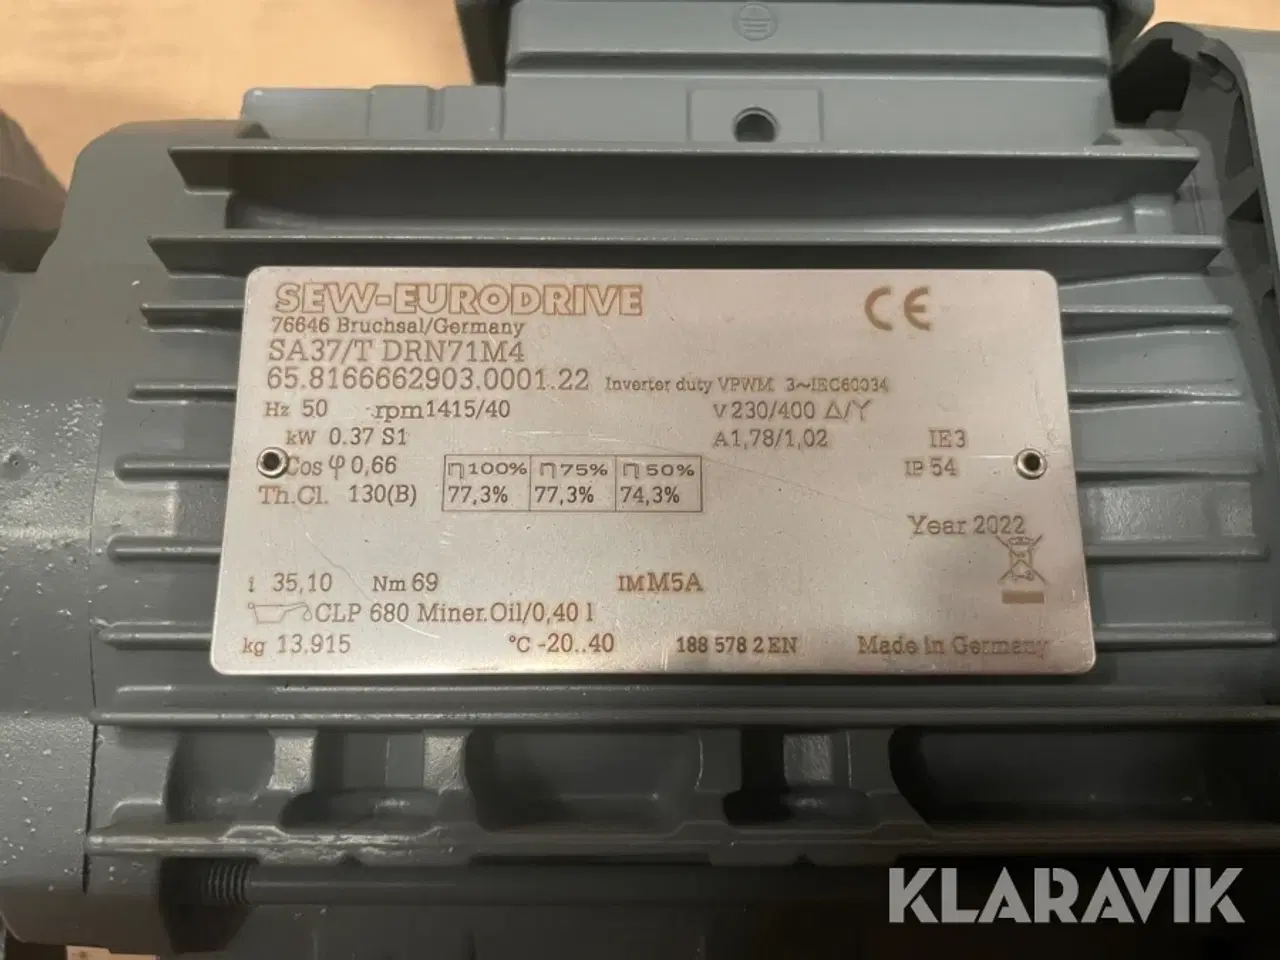 SEW-EURODRIVE CE
76646 Bruchsal/Germany
SA37/T DRN71M4
65.8166662903.0001.22 Inverter duty VPWM 3~IEC60034
Hz 50 rpm 1415/40 V 230/400 Δ/Y
kW 0.37 S1 A 1,78/1,02 IE3
Cos φ 0,66 η 100% η 75% η 50% IP 54
Th.Cl. 130(B) 77,3% 77,3% 74,3%
Year 2022
i 35,10 Nm 69 IM M5A
CLP 680 Miner.Oil/0,40 l
kg 13.915 °C -20..40 188 578 2 EN Made in Germany
KLARAVIK